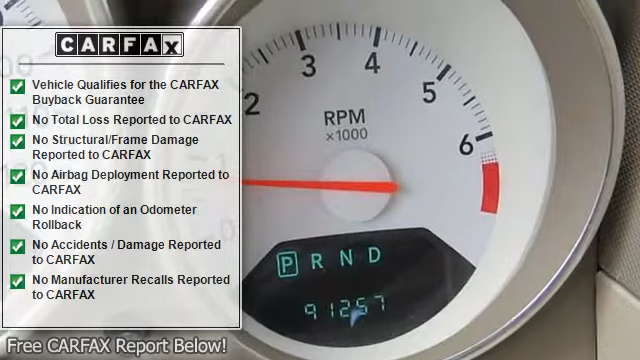 CARFAX
Vehicle Qualifies for the CARFAX
Buyback Guarantee
No Total Loss Reported to CARFAX
No Structural/Frame Damage
Reported to CARFAX
No Airbag Deployment Reported to
CARFAX
No Indication of an Odometer
Rollback
No Accidents / Damage Reported
to CARFAX
No Manufacturer Recalls Reported
to CARFAX
Free CARFAX Report Below!
2 3 4 5 6
RPM
×1000
P R N D
91257